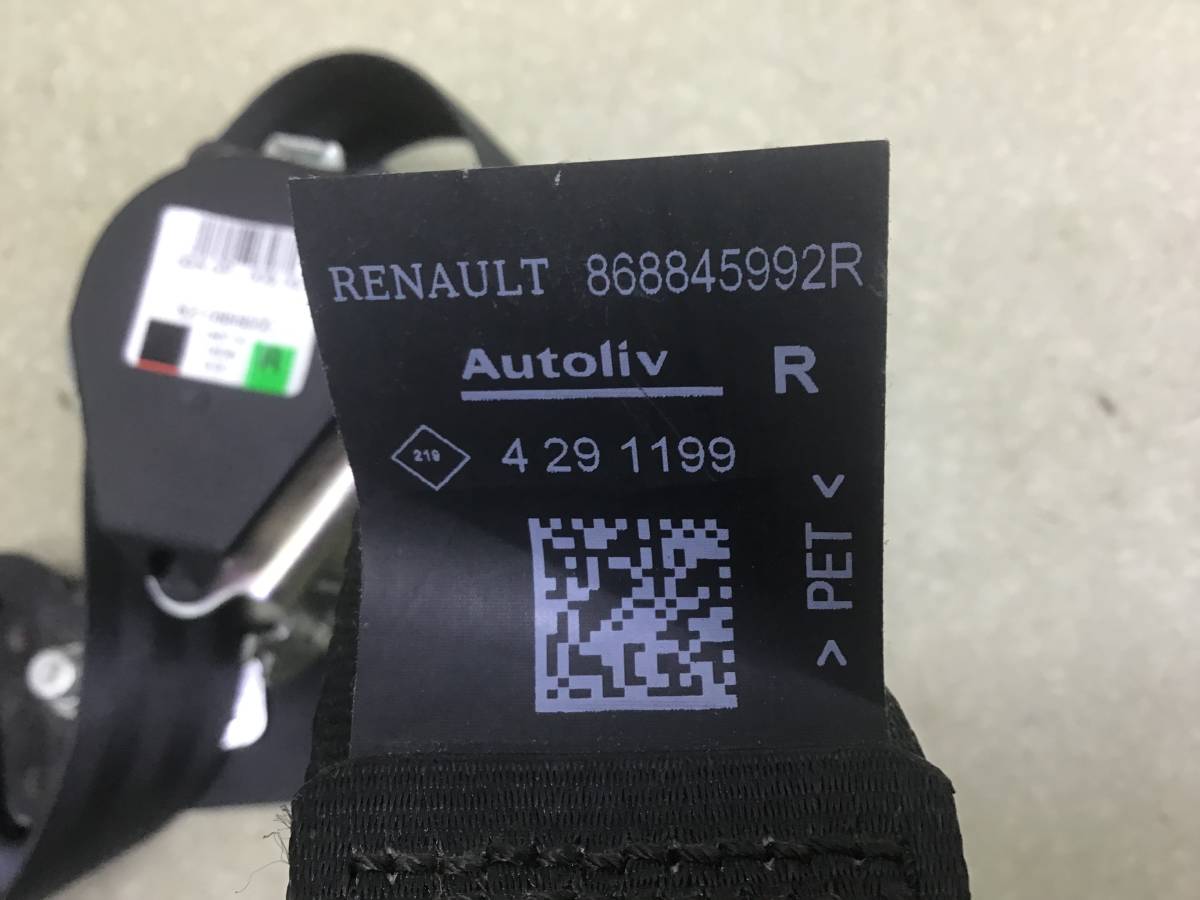 RENAULT 868845992R
Autoliv R
219 4 29 1199
> PET <
R